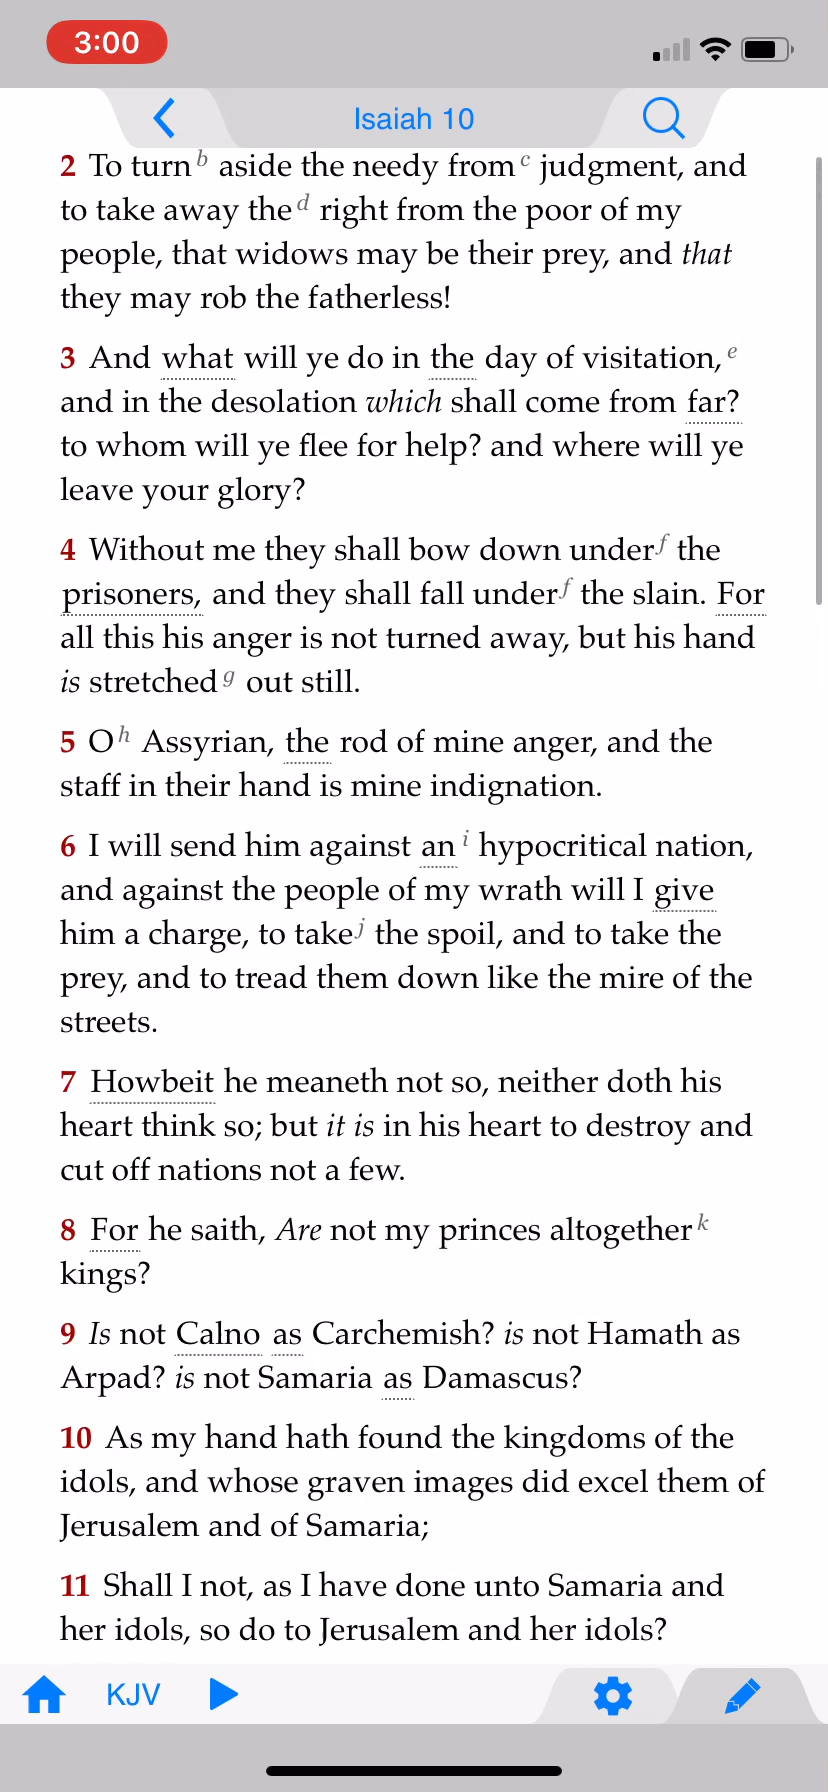 3:00
Isaiah 10
2 To turn b aside the needy from c judgment, and
to take away the d right from the poor of my
people, that widows may be their prey, and that
they may rob the fatherless!
3 And what will ye do in the day of visitation, e
and in the desolation which shall come from far?
to whom will ye flee for help? and where will ye
leave your glory?
4 Without me they shall bow down under f the
prisoners, and they shall fall under f the slain. For
all this his anger is not turned away, but his hand
is stretched g out still.
5 O h Assyrian, the rod of mine anger, and the
staff in their hand is mine indignation.
6 I will send him against an i hypocritical nation,
and against the people of my wrath will I give
him a charge, to take j the spoil, and to take the
prey, and to tread them down like the mire of the
streets.
7 Howbeit he meaneth not so, neither doth his
heart think so; but it is in his heart to destroy and
cut off nations not a few.
8 For he saith, Are not my princes altogether k
kings?
9 Is not Calno as Carchemish? is not Hamath as
Arpad? is not Samaria as Damascus?
10 As my hand hath found the kingdoms of the
idols, and whose graven images did excel them of
Jerusalem and of Samaria;
11 Shall I not, as I have done unto Samaria and
her idols, so do to Jerusalem and her idols?
KJV